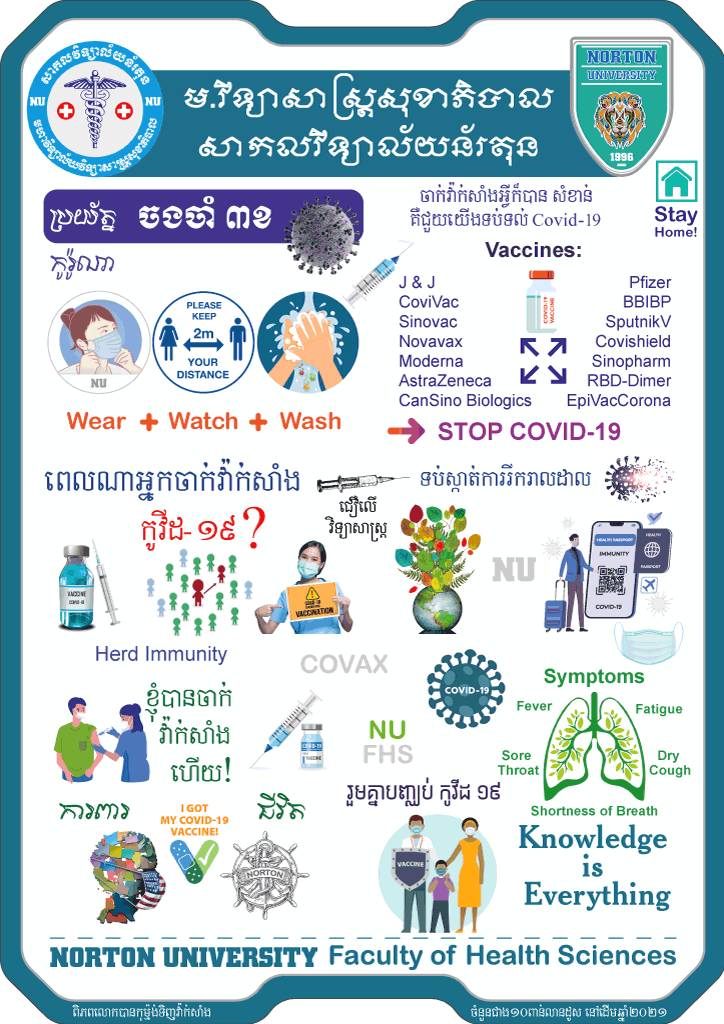 សាកលវិទ្យាល័យន័រតុន
NU
NU
មហាវិទ្យាល័យវិទ្យាសាស្ត្រសុខាភិបាល
ម.វិទ្យាសាស្ត្រសុខាភិបាល
សាកលវិទ្យាល័យន័រតុន
NORTON
UNIVERSITY
1996
ប្រយ័ត្ន ចងចាំ ៣ខ
កូរ៉ូណា
ចាក់វ៉ាក់សាំងអ្វីក៏បាន សំខាន់
គឺជួយយើងទប់ទល់ Covid-19
Stay
Home!
Vaccines:
J & J
CoviVac
Sinovac
Novavax
Moderna
AstraZeneca
CanSino Biologics
COVID-19
VACCINE
Pfizer
BBIBP
SputnikV
Covishield
Sinopharm
RBD-Dimer
EpiVacCorona
NU
PLEASE
KEEP
2m
YOUR
DISTANCE
Wear + Watch + Wash
STOP COVID-19
ពេលណាអ្នកចាក់វ៉ាក់សាំង
ទប់ស្កាត់ការរីករាលដាល
កូវីដ- ១៩ ?
ជឿលើ
វិទ្យាសាស្ត្រ
VACCINE
COVID-19
COVID-19
VACCINATION
NU
HEALTH PASSPORT
IMMUNITY
COVID-19
HEALTH
PASSPORT
Herd Immunity
COVAX
COVID-19
ខ្ញុំបានចាក់
វ៉ាក់សាំង
ហើយ!
COVID-19
VACCINE
NU
FHS
Symptoms
Fever
Fatigue
Sore
Throat
Dry
Cough
Shortness of Breath
ការពារ
I GOT
MY COVID-19
VACCINE!
ជីវិត
NORTON
រួមគ្នាបញ្ឈប់ កូវីដ ១៩
VACCINE
Knowledge
is
Everything
NORTON UNIVERSITY Faculty of Health Sciences
ពិភពលោកបានកុម្ម៉ង់ទិញវ៉ាក់សាំង
ចំនួនជាង១០ពាន់លានដូស នៅដើមឆ្នាំ២០២១